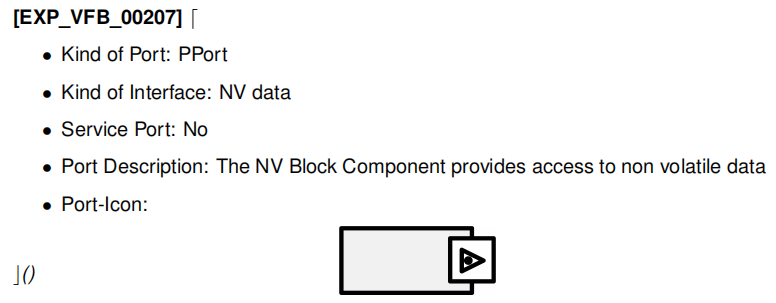 [EXP_VFB_00207] ⌈
• Kind of Port: PPort
• Kind of Interface: NV data
• Service Port: No
• Port Description: The NV Block Component provides access to non volatile data
• Port-Icon:
⌋()